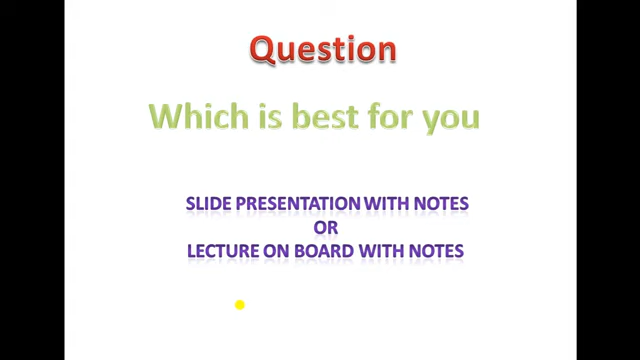 Question
Which is best for you
SLIDE PRESENTATION WITH NOTES
OR
LECTURE ON BOARD WITH NOTES